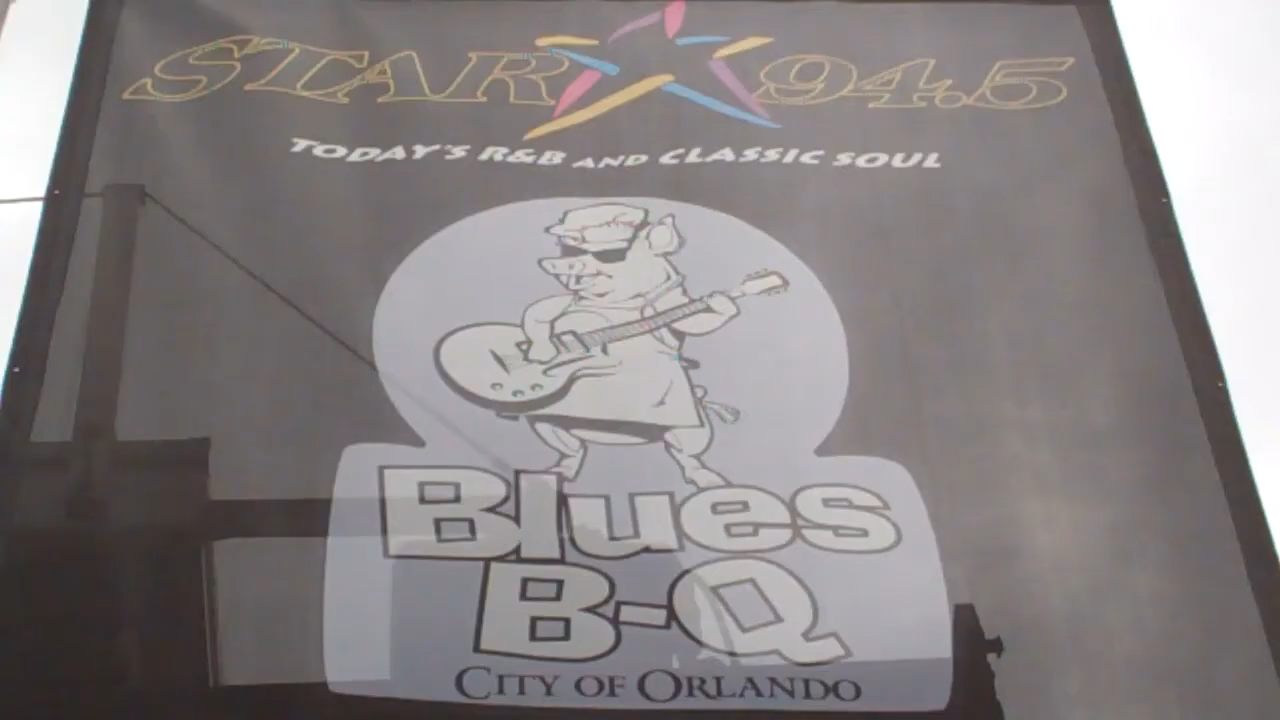 STAR 94.5
TODAY'S R&B AND CLASSIC SOUL
Blues
B-Q
CITY OF ORLANDO